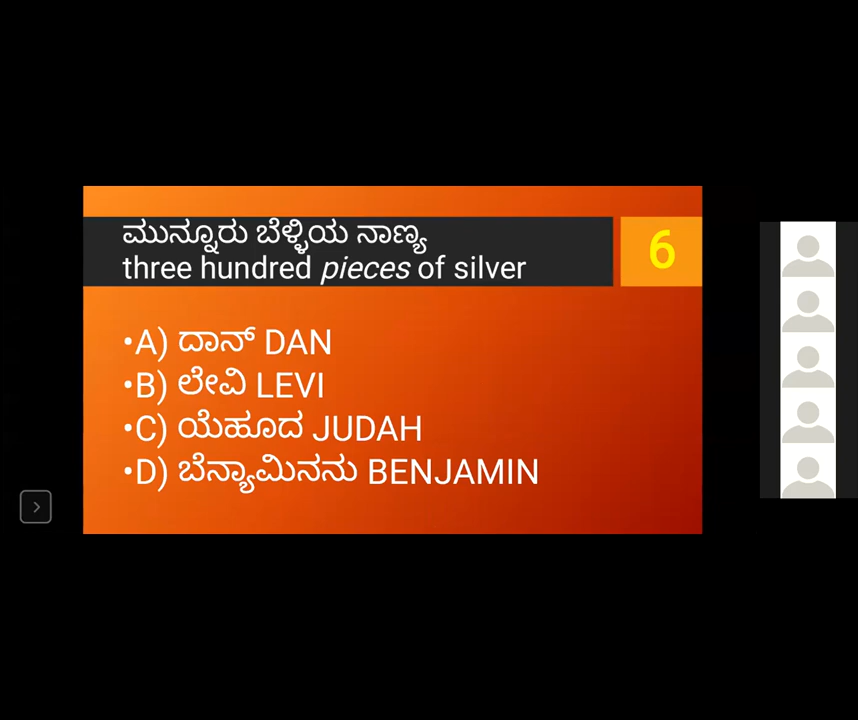 ಮುನ್ನೂರು ಬೆಳ್ಳಿಯ ನಾಣ್ಯ
three hundred pieces of silver
6
•A) ದಾನ್ DAN
•B) ಲೇವಿ LEVI
•C) ಯೆಹೂದ JUDAH
•D) ಬೆನ್ಯಾಮಿನನು BENJAMIN